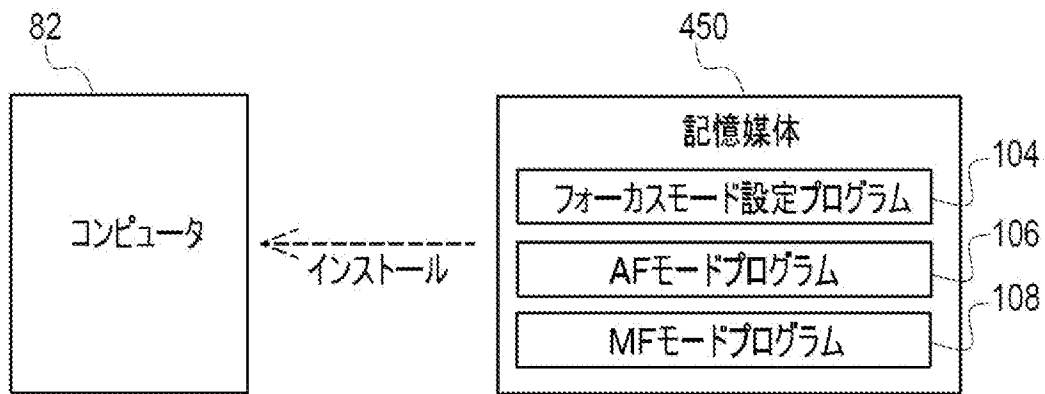 82
450
記憶媒体
104
フォーカスモード設定プログラム
コンピュータ
インストール
106
AFモードプログラム
108
MFモードプログラム